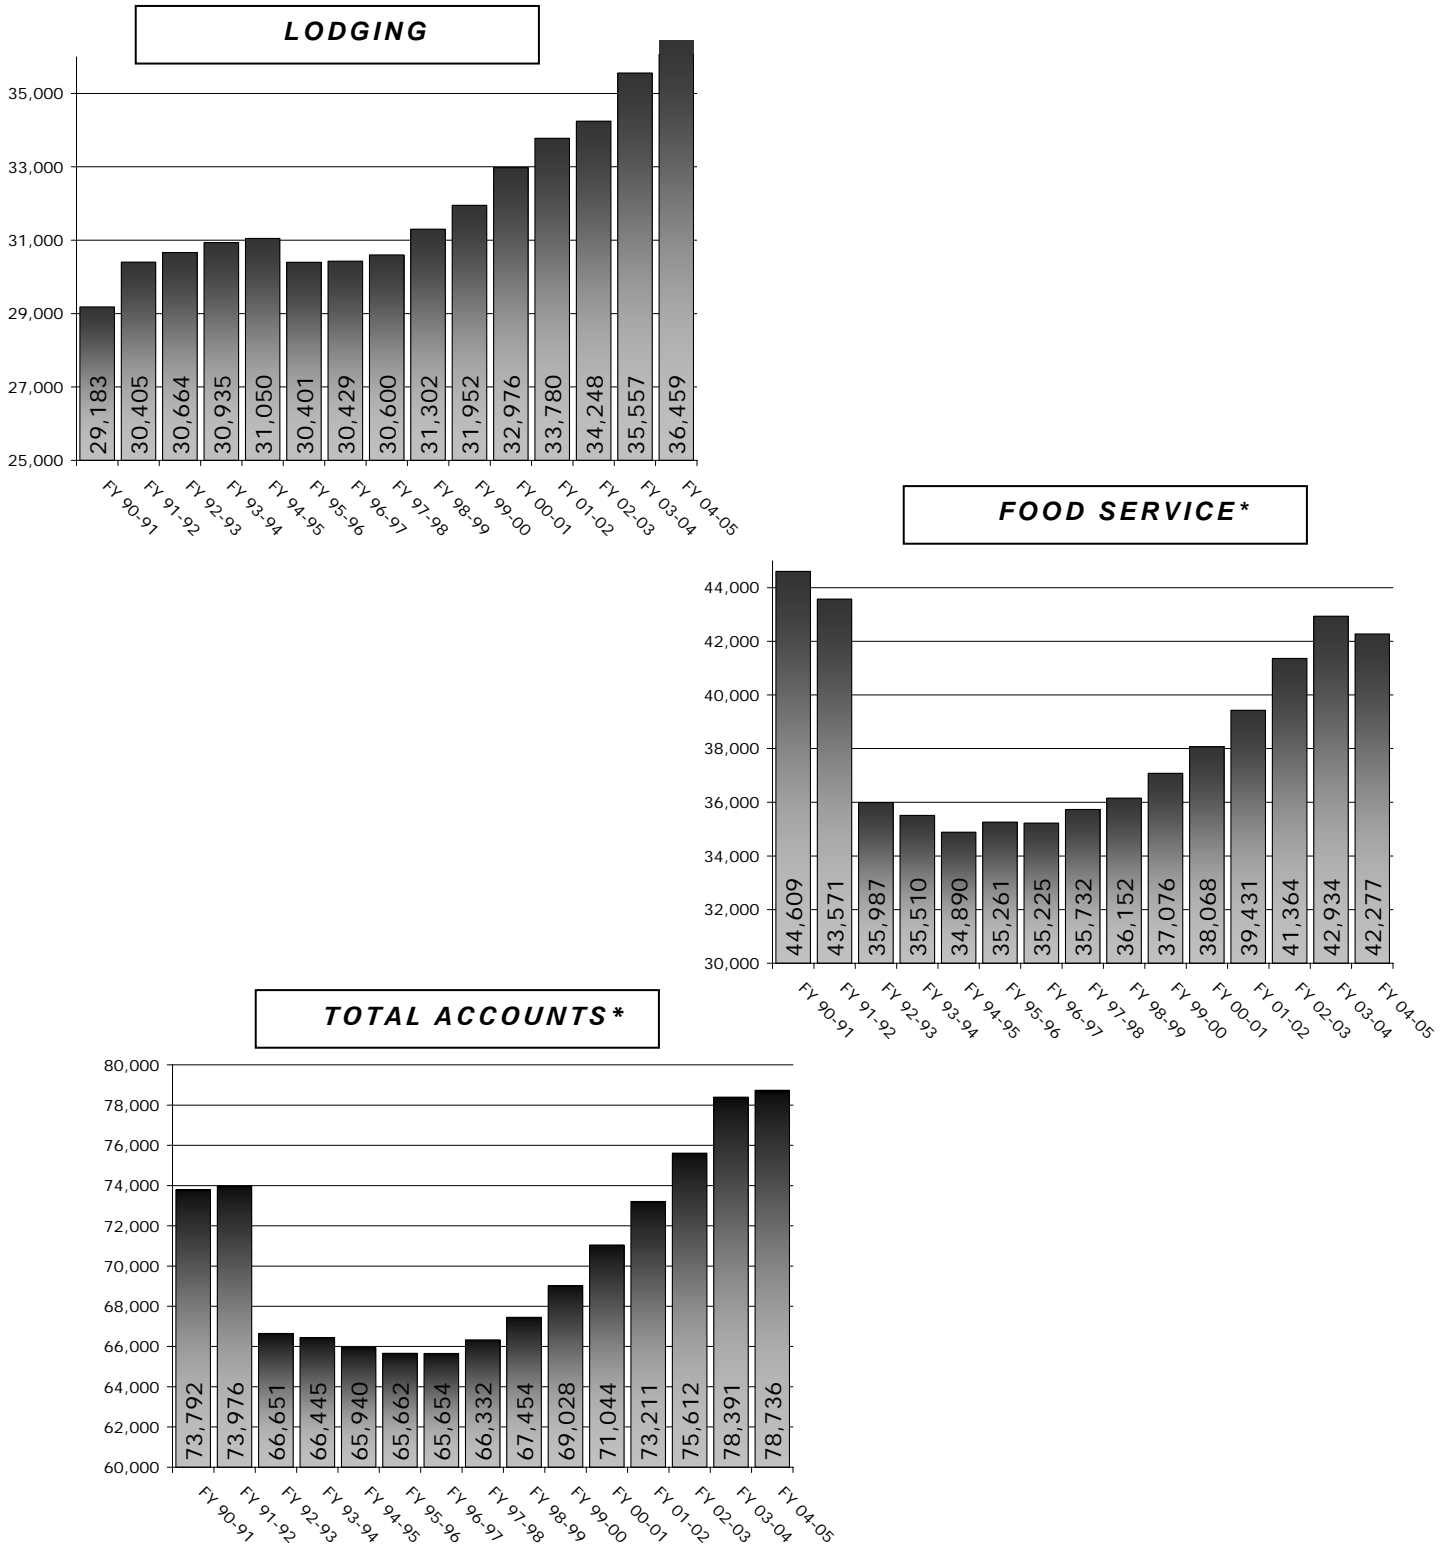 LODGING
35,000
33,000
31,000
29,000
27,000
25,000
29,183
30,405
30,664
30,935
31,050
30,401
30,429
30,600
31,302
31,952
32,976
33,780
34,248
35,557
36,459
FY 90-91
FY 91-92
FY 92-93
FY 93-94
FY 94-95
FY 95-96
FY 96-97
FY 97-98
FY 98-99
FY 99-00
FY 00-01
FY 01-02
FY 02-03
FY 03-04
FY 04-05
FOOD SERVICE*
44,000
42,000
40,000
38,000
36,000
34,000
32,000
30,000
44,609
43,571
35,987
35,510
34,890
35,261
35,225
35,732
36,152
37,076
38,068
39,431
41,364
42,934
42,277
FY 90-91
FY 91-92
FY 92-93
FY 93-94
FY 94-95
FY 95-96
FY 96-97
FY 97-98
FY 98-99
FY 99-00
FY 00-01
FY 01-02
FY 02-03
FY 03-04
FY 04-05
TOTAL ACCOUNTS*
80,000
78,000
76,000
74,000
72,000
70,000
68,000
66,000
64,000
62,000
60,000
73,792
73,976
66,651
66,445
65,940
65,662
65,654
66,332
67,454
69,028
71,044
73,211
75,612
78,391
78,736
FY 90-91
FY 91-92
FY 92-93
FY 93-94
FY 94-95
FY 95-96
FY 96-97
FY 97-98
FY 98-99
FY 99-00
FY 00-01
FY 01-02
FY 02-03
FY 03-04
FY 04-05